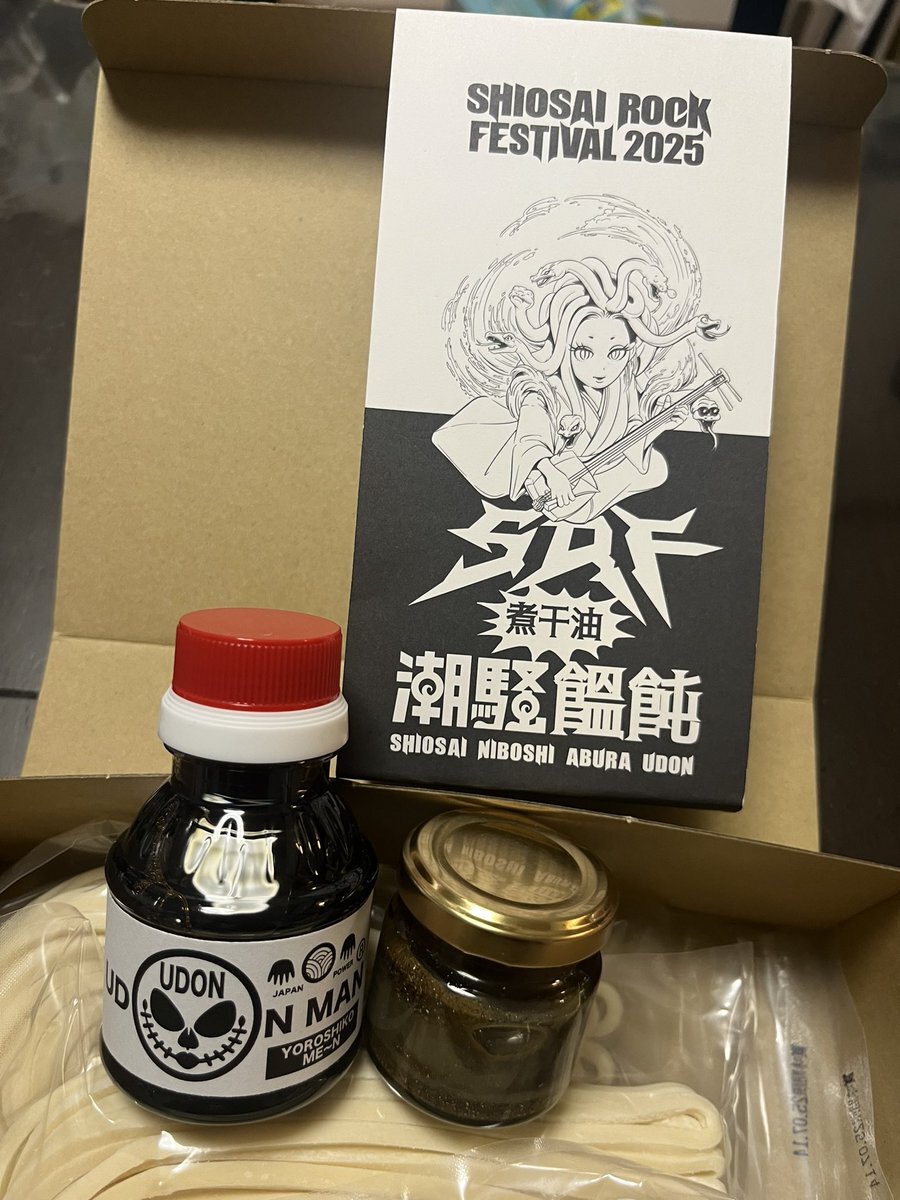 SHIOSAI ROCK
FESTIVAL 2025
SRF
煮干油
潮騒饂飩
SHIOSAI NIBOSHI ABURA UDON
UD
UDON
JAPAN
POWER
N MAN
YOROSHIKO
ME~N